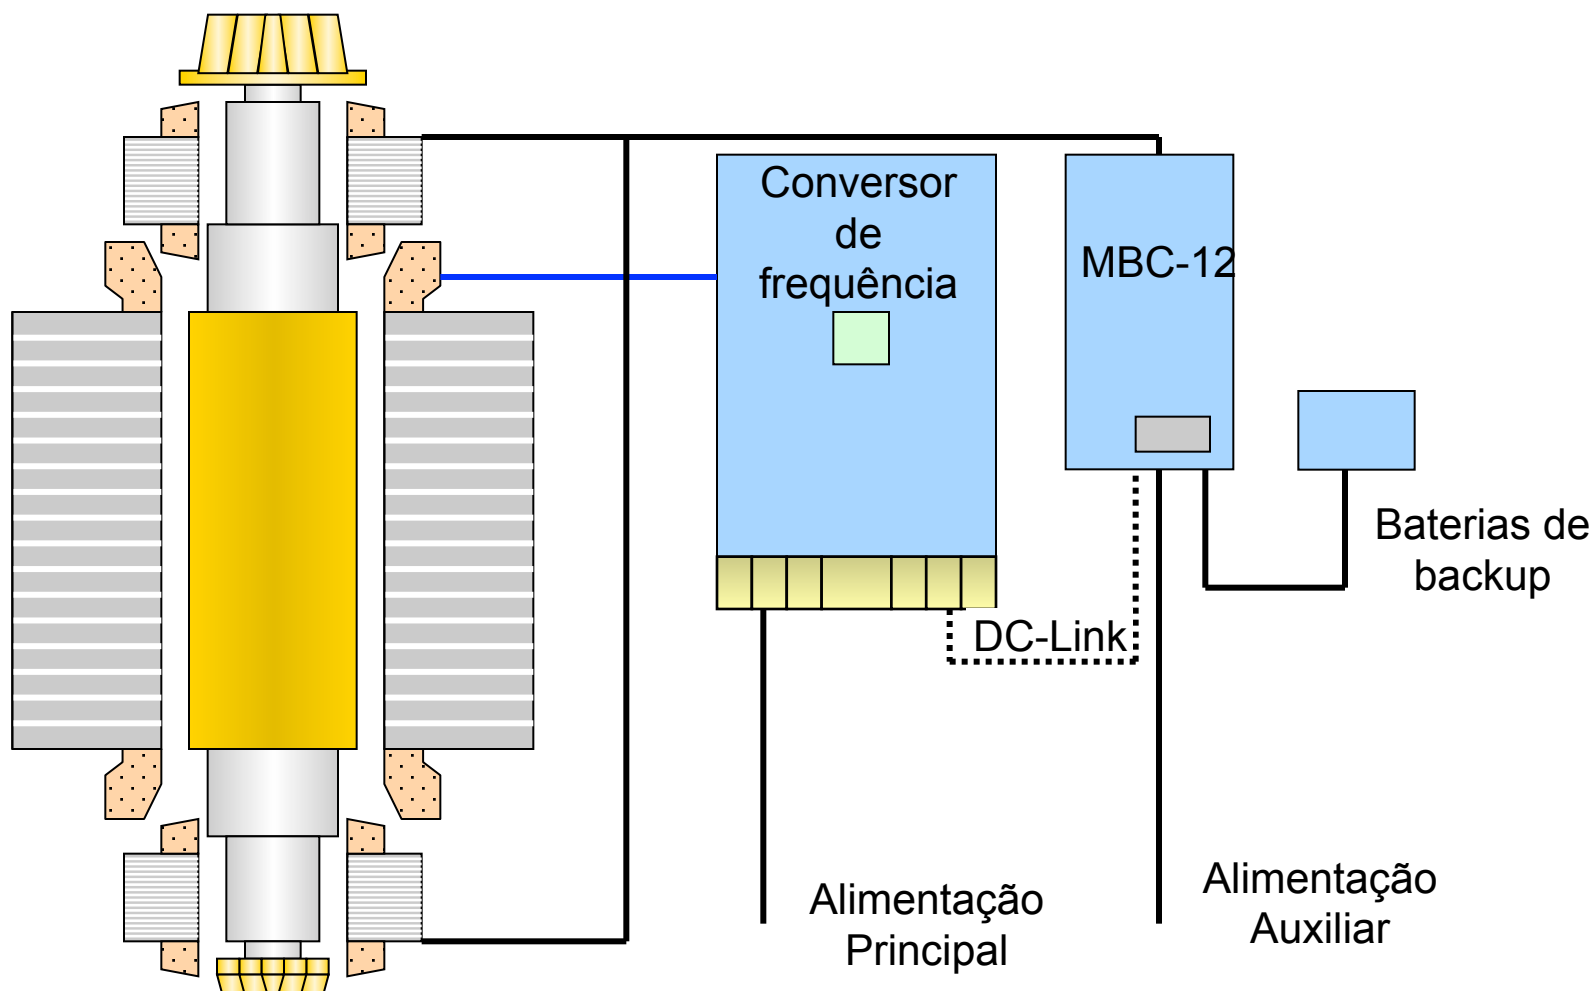 Conversor
de
frequência
MBC-12
Baterias de
backup
DC-Link
Alimentação
Principal
Alimentação
Auxiliar